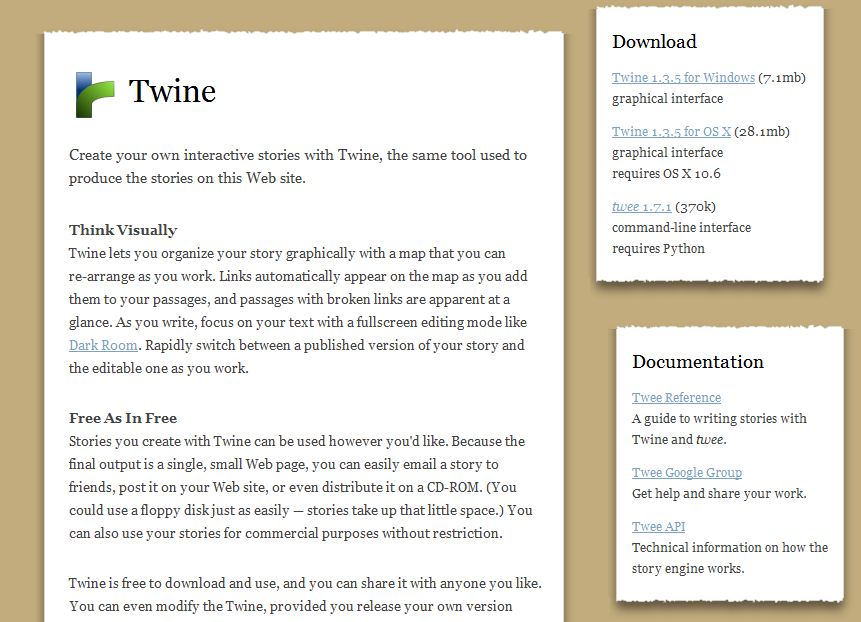 Twine
Create your own interactive stories with Twine, the same tool used to
produce the stories on this Web site.
Think Visually
Twine lets you organize your story graphically with a map that you can
re-arrange as you work. Links automatically appear on the map as you add
them to your passages, and passages with broken links are apparent at a
glance. As you write, focus on your text with a fullscreen editing mode like
Dark Room. Rapidly switch between a published version of your story and
the editable one as you work.
Free As In Free
Stories you create with Twine can be used however you'd like. Because the
final output is a single, small Web page, you can easily email a story to
friends, post it on your Web site, or even distribute it on a CD-ROM. (You
could use a floppy disk just as easily — stories take up that little space.) You
can also use your stories for commercial purposes without restriction.
Twine is free to download and use, and you can share it with anyone you like.
You can even modify the Twine, provided you release your own version
Download
Twine 1.3.5 for Windows (7.1mb)
graphical interface
Twine 1.3.5 for OS X (28.1mb)
graphical interface
requires OS X 10.6
twee 1.7.1 (370k)
command-line interface
requires Python
Documentation
Twee Reference
A guide to writing stories with
Twine and twee.
Twee Google Group
Get help and share your work.
Twee API
Technical information on how the
story engine works.